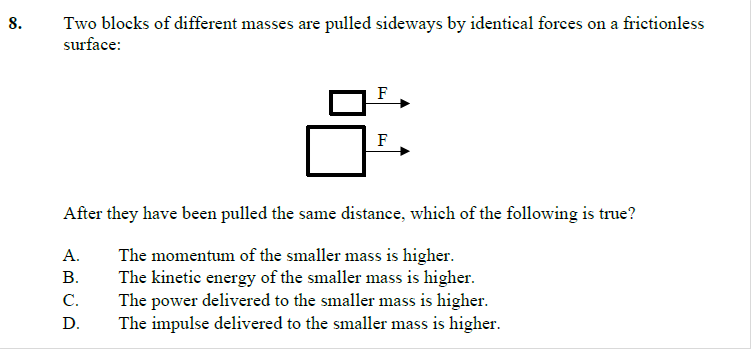 8. Two blocks of different masses are pulled sideways by identical forces on a frictionless
surface:
F
F
After they have been pulled the same distance, which of the following is true?
A. The momentum of the smaller mass is higher.
B. The kinetic energy of the smaller mass is higher.
C. The power delivered to the smaller mass is higher.
D. The impulse delivered to the smaller mass is higher.